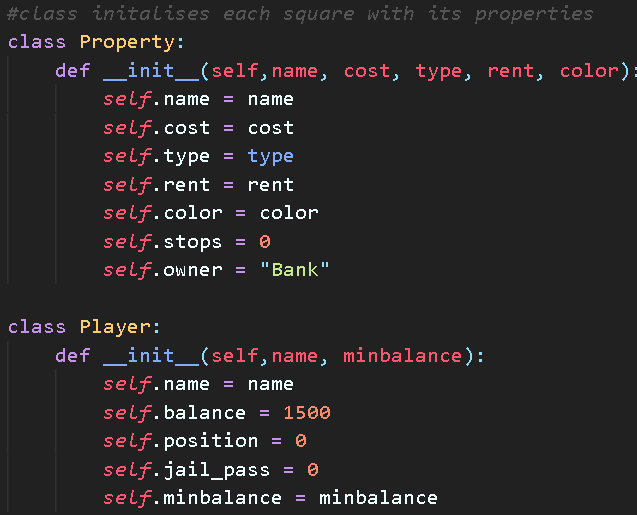 #class initalises each square with its properties
class Property:
    def __init__(self,name, cost, type, rent, color):
        self.name = name
        self.cost = cost
        self.type = type
        self.rent = rent
        self.color = color
        self.stops = 0
        self.owner = "Bank"
class Player:
    def __init__(self,name, minbalance):
        self.name = name
        self.balance = 1500
        self.position = 0
        self.jail_pass = 0
        self.minbalance = minbalance